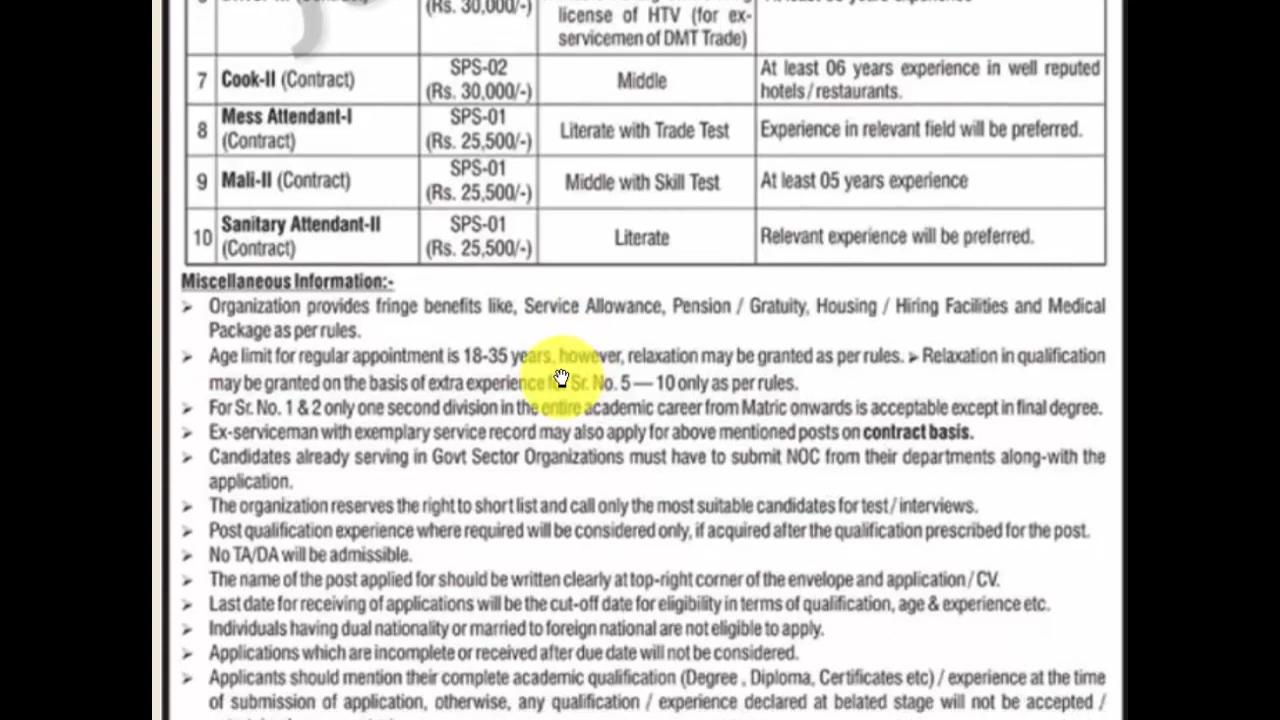 (Rs. 30,000/-)
license of HTV (for ex-
servicemen of DMT Trade)
7 Cook-II (Contract) SPS-02 (Rs. 30,000/-) Middle At least 06 years experience in well reputed hotels/restaurants.
8 Mess Attendant-I (Contract) SPS-01 (Rs. 25,500/-) Literate with Trade Test Experience in relevant field will be preferred.
9 Mali-II (Contract) SPS-01 (Rs. 25,500/-) Middle with Skill Test At least 05 years experience
10 Sanitary Attendant-II (Contract) SPS-01 (Rs. 25,500/-) Literate Relevant experience will be preferred.
Miscellaneous Information:-
➢ Organization provides fringe benefits like, Service Allowance, Pension / Gratuity, Housing / Hiring Facilities and Medical
Package as per rules.
➢ Age limit for regular appointment is 18-35 years, however, relaxation may be granted as per rules. ➢ Relaxation in qualification
may be granted on the basis of extra experience for Sr. No. 5 — 10 only as per rules.
➢ For Sr. No. 1 & 2 only one second division in the entire academic career from Matric onwards is acceptable except in final degree.
➢ Ex-serviceman with exemplary service record may also apply for above mentioned posts on contract basis.
➢ Candidates already serving in Govt Sector Organizations must have to submit NOC from their departments along-with the
application.
➢ The organization reserves the right to short list and call only the most suitable candidates for test / interviews.
➢ Post qualification experience where required will be considered only, if acquired after the qualification prescribed for the post.
➢ No TA/DA will be admissible.
➢ The name of the post applied for should be written clearly at top-right corner of the envelope and application / CV.
➢ Last date for receiving of applications will be the cut-off date for eligibility in terms of qualification, age & experience etc.
➢ Individuals having dual nationality or married to foreign national are not eligible to apply.
➢ Applications which are incomplete or received after due date will not be considered.
➢ Applicants should mention their complete academic qualification (Degree , Diploma, Certificates etc) / experience at the time
of submission of application, otherwise, any qualification / experience declared at belated stage will not be accepted /